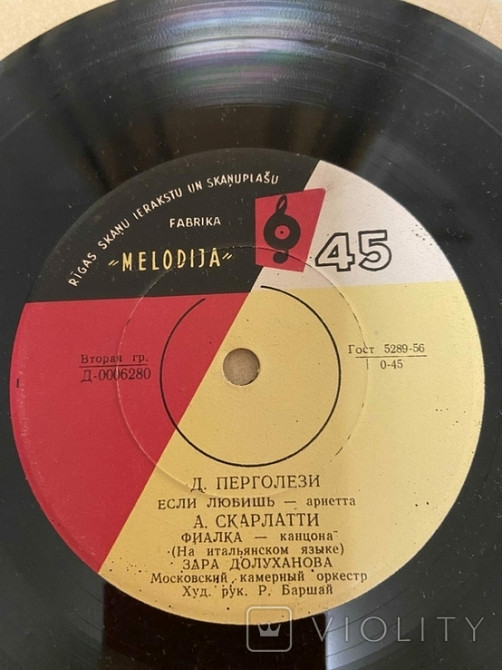 RĪGAS SKAŅU IERAKSTU UN SKAŅUPLAŠU
FABRIKA
"MELODIJA"
45
Вторая гр.
Д-0006280
Гост 5289-56
0-45
Д. ПЕРГОЛЕЗИ
ЕСЛИ ЛЮБИШЬ — ариетта
А. СКАРЛАТТИ
ФИАЛКА — канцона
(На итальянском языке)
ЗАРА ДОЛУХАНОВА
Московский камерный оркестр
Худ. рук. Р. Баршай
VIOLITY